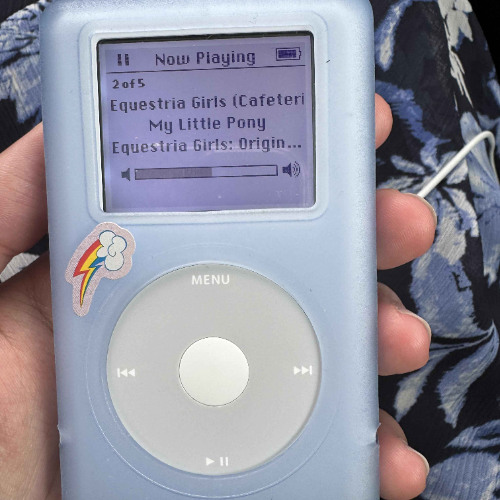 Now Playing
2 of 5
Equestria Girls (Cafeteri
My Little Pony
Equestria Girls: Origin...
MENU